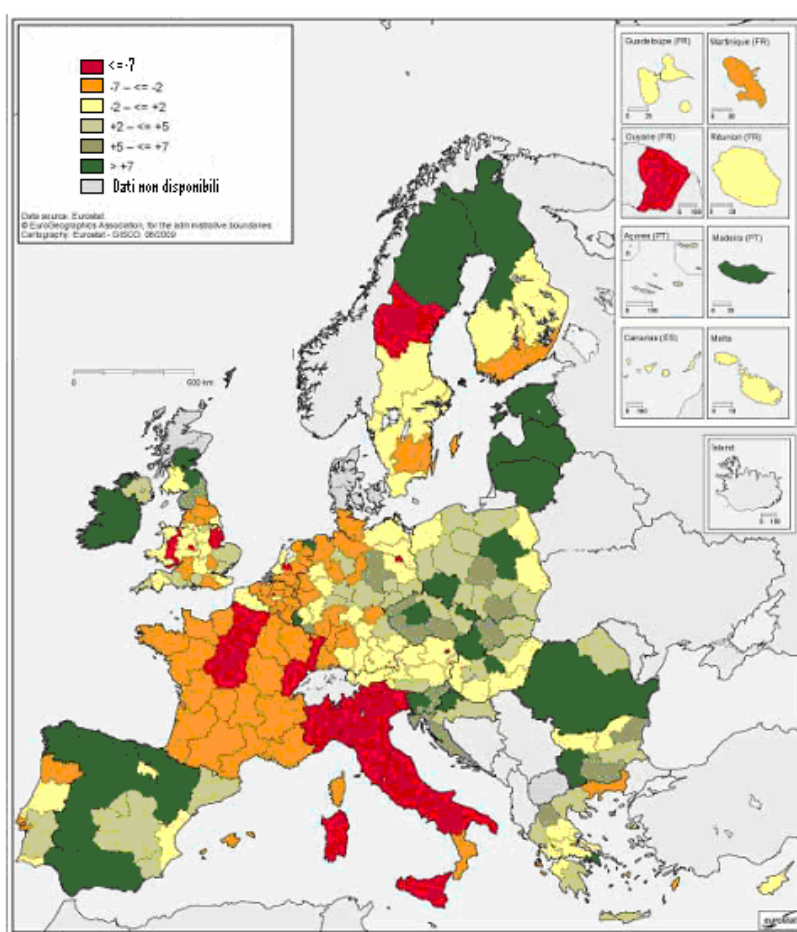 <= -7
-7 – <= -2
-2 – <= +2
+2 – <= +5
+5 – <= +7
> +7
Dati non disponibili
Data source: Eurostat
© EuroGeographics Association, for the administrative boundaries
Cartography: Eurostat - GISCO, 06/2009
Guadeloupe (FR)
Martinique (FR)
Guyane (FR)
Réunion (FR)
Açores (PT)
Madeira (PT)
Canarias (ES)
Malta
0 600 km
Island
eurostat